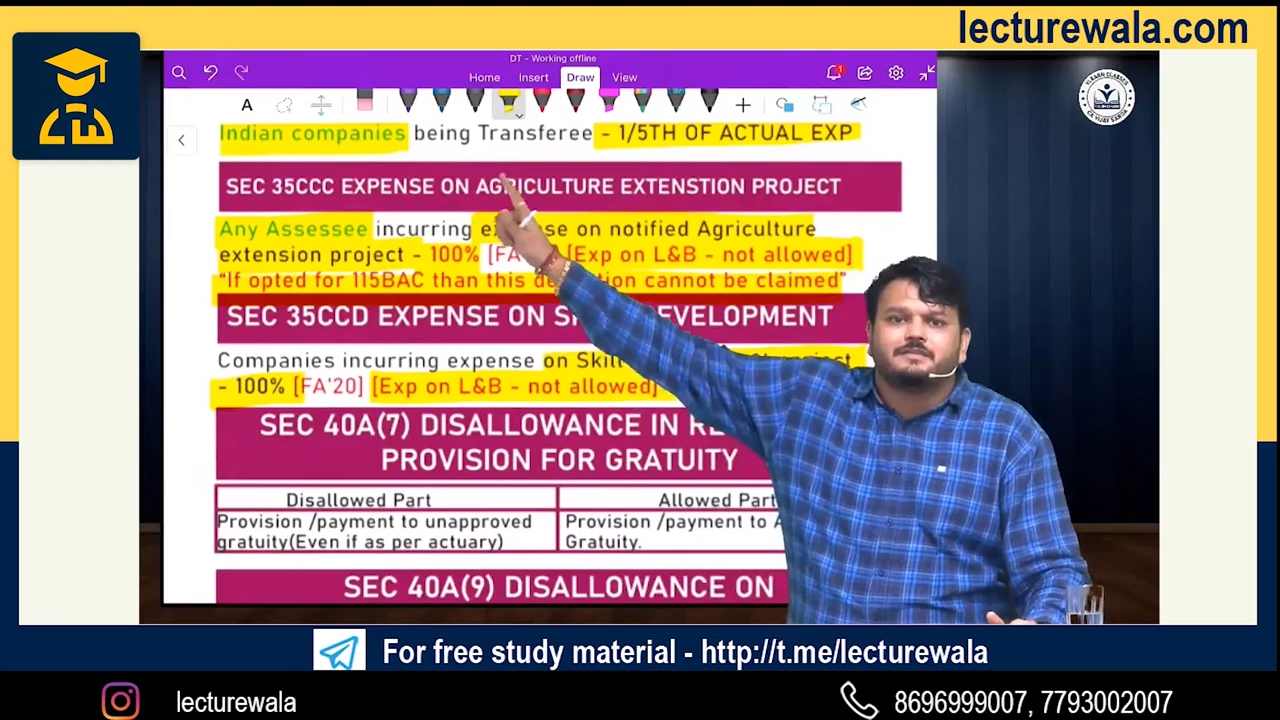 lecturewala.com
DT - Working offline
Home Insert Draw View
Indian companies being Transferee - 1/5TH OF ACTUAL EXP
SEC 35CCC EXPENSE ON AGRICULTURE EXTENSTION PROJECT
Any Assessee incurring expense on notified Agriculture
extension project - 100% [FA [Exp on L&B - not allowed]
"If opted for 115BAC than this cannot be claimed"
SEC 35CCD EXPENSE ON DEVELOPMENT
Companies incurring expense on Skill
- 100% [FA'20] [Exp on L&B - not allowed]
SEC 40A(7) DISALLOWANCE IN
PROVISION FOR GRATUITY
Disallowed Part Allowed Part
Provision /payment to unapproved
gratuity(Even if as per actuary)
Provision /payment to
Gratuity.
SEC 40A(9) DISALLOWANCE ON
For free study material - http://t.me/lecturewala
lecturewala
8696999007, 7793002007